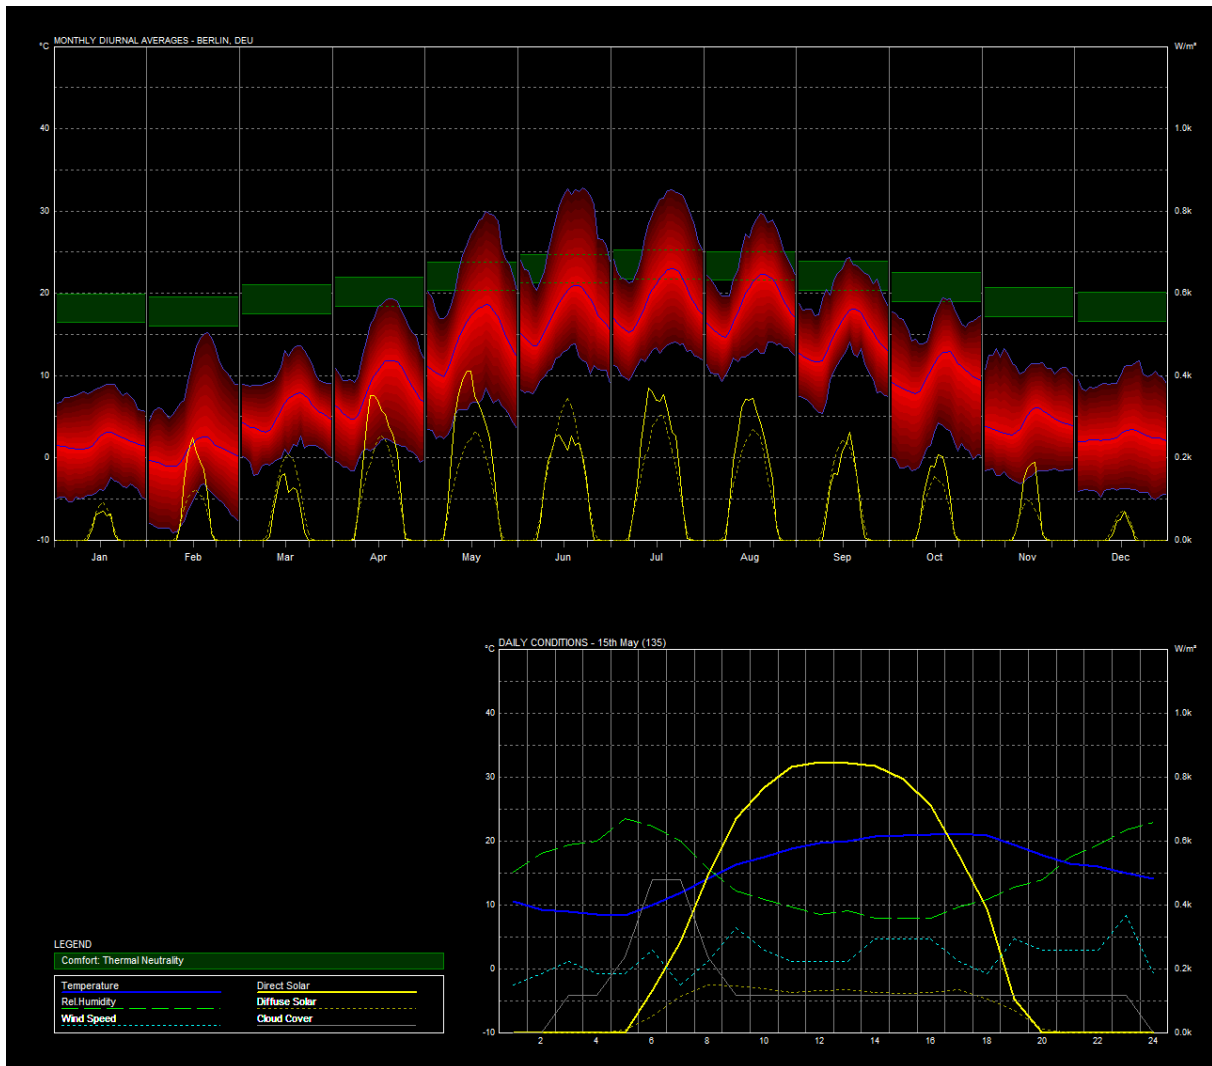 MONTHLY DIURNAL AVERAGES - BERLIN, DEU
°C
W/m²
40
1.0k
30
0.8k
20
0.6k
10
0.4k
0
0.2k
-10
0.0k
Jan Feb Mar Apr May Jun Jul Aug Sep Oct Nov Dec
DAILY CONDITIONS - 15th May (135)
°C
W/m²
40
1.0k
30
0.8k
20
0.6k
10
0.4k
0
0.2k
-10
0.0k
2 4 6 8 10 12 14 16 18 20 22 24
LEGEND
Comfort: Thermal Neutrality
Temperature
Direct Solar
Rel.Humidity
Diffuse Solar
Wind Speed
Cloud Cover